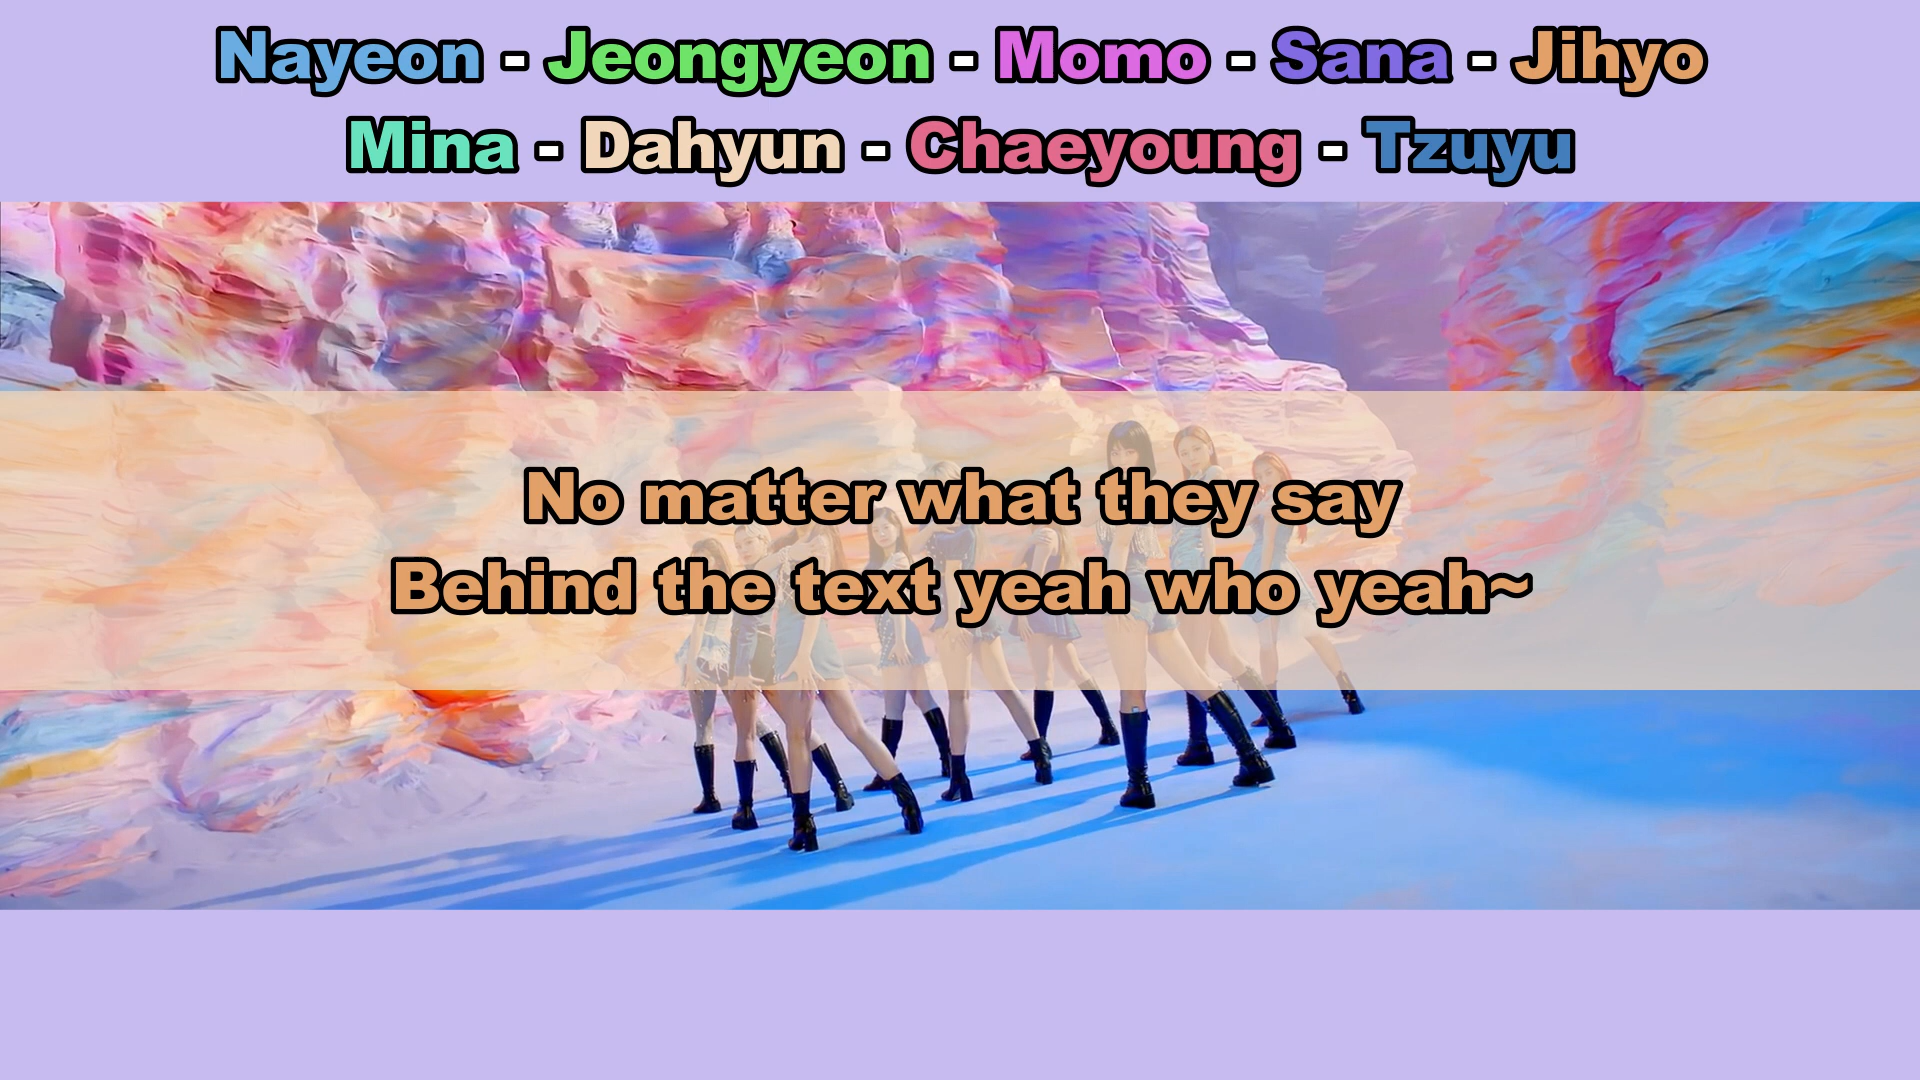 Nayeon - Jeongyeon - Momo - Sana - Jihyo
Mina - Dahyun - Chaeyoung - Tzuyu
No matter what they say
Behind the text yeah who yeah~